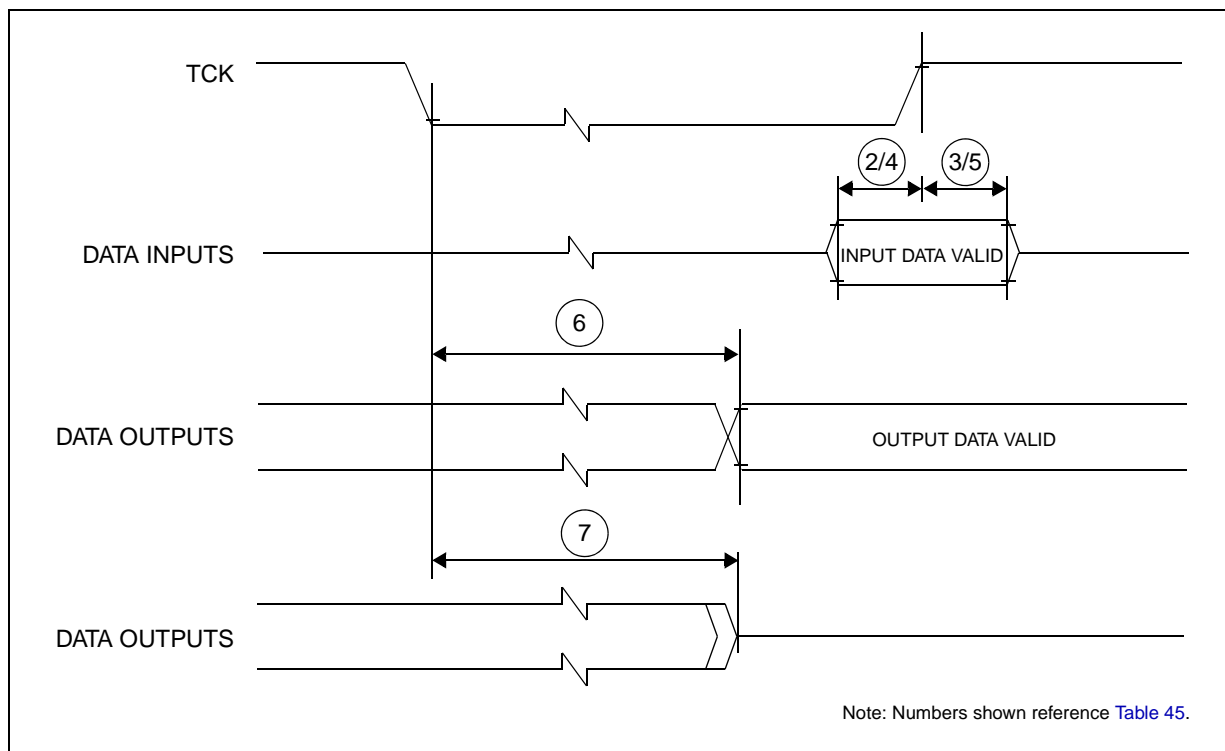 TCK
2/4
3/5
DATA INPUTS
INPUT DATA VALID
6
DATA OUTPUTS
OUTPUT DATA VALID
7
DATA OUTPUTS
Note: Numbers shown reference Table 45.